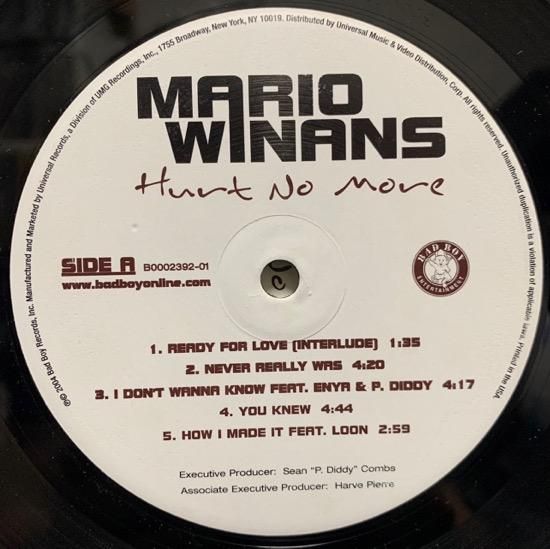 ℗© 2004 Bad Boy Records, Inc. Manufactured and Marketed by Universal Records, a Division of UMG Recordings, Inc., 1755 Broadway, New York, NY 10019. Distributed by Universal Music & Video Distribution, Corp. All rights reserved. Unauthorized duplication is a violation of applicable laws. Printed in the USA.
MARIO
WINANS
Hurt No More
SIDE A B0002392-01
www.badboyonline.com
BAD BOY
ENTERTAINMENT
1. READY FOR LOVE (INTERLUDE) 1:35
2. NEVER REALLY WAS 4:20
3. I DON'T WANNA KNOW FEAT. ENYA & P. DIDDY 4:17
4. YOU KNEW 4:44
5. HOW I MADE IT FEAT. LOON 2:59
Executive Producer: Sean "P. Diddy" Combs
Associate Executive Producer: Harve Pierre